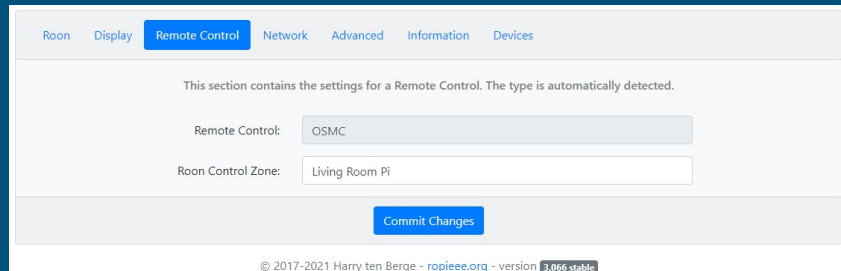 Roon Display Remote Control Network Advanced Information Devices
This section contains the settings for a Remote Control. The type is automatically detected.
Remote Control: OSMC
Roon Control Zone: Living Room Pi
Commit Changes
© 2017-2021 Harry ten Berge - ropieee.org - version 3.066 stable